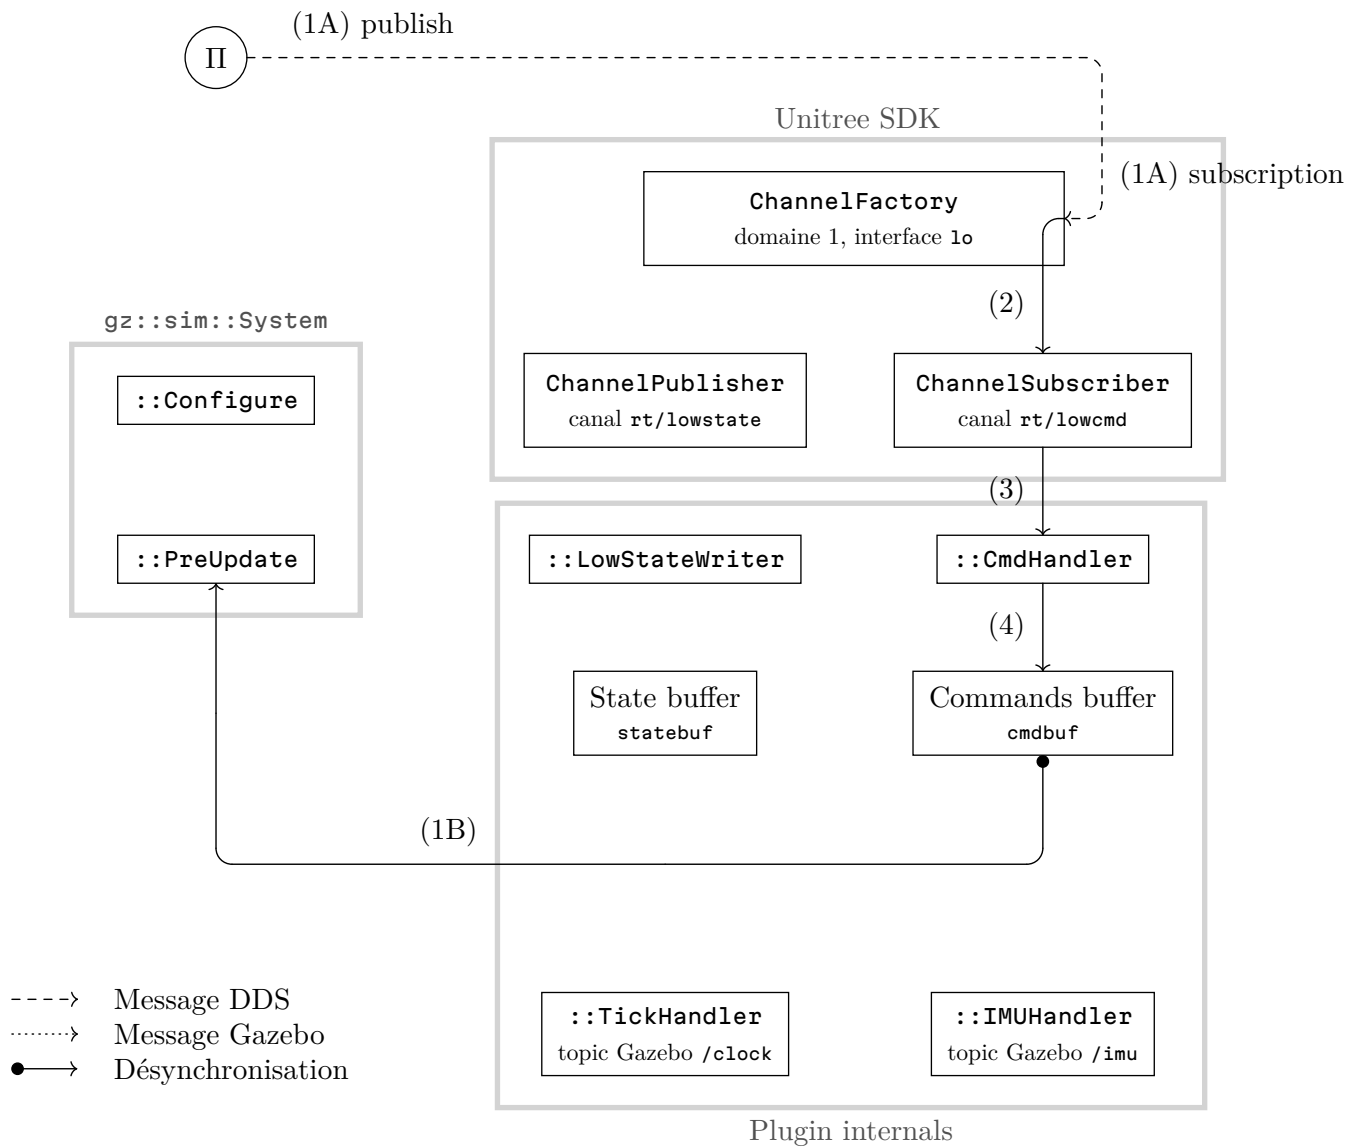 (1A) publish
Π
Unitree SDK
(1A) subscription
ChannelFactory
domaine 1, interface lo
(2)
gz::sim::System
::Configure
ChannelPublisher
canal rt/lowstate
ChannelSubscriber
canal rt/lowcmd
(3)
::PreUpdate
::LowStateWriter
::CmdHandler
(4)
State buffer
statebuf
Commands buffer
cmdbuf
(1B)
Message DDS
Message Gazebo
Désynchronisation
::TickHandler
topic Gazebo /clock
::IMUHandler
topic Gazebo /imu
Plugin internals